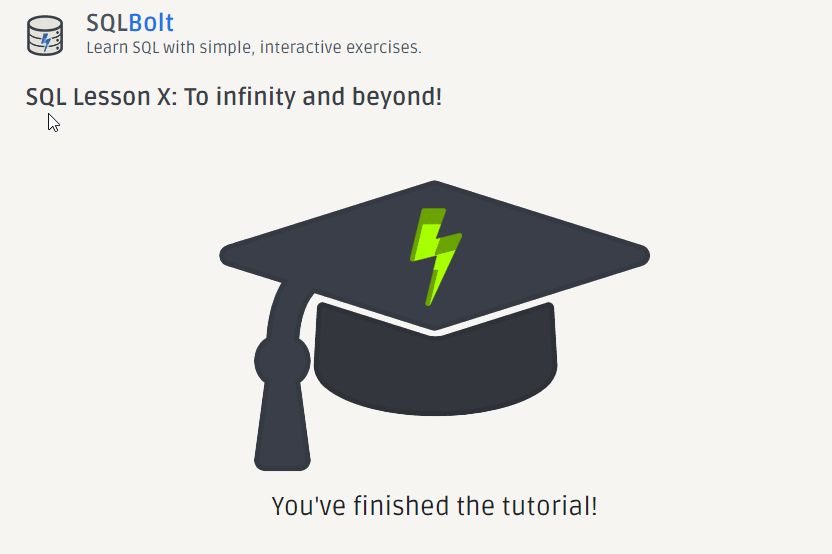 SQLBolt
Learn SQL with simple, interactive exercises.
SQL Lesson X: To infinity and beyond!
You've finished the tutorial!